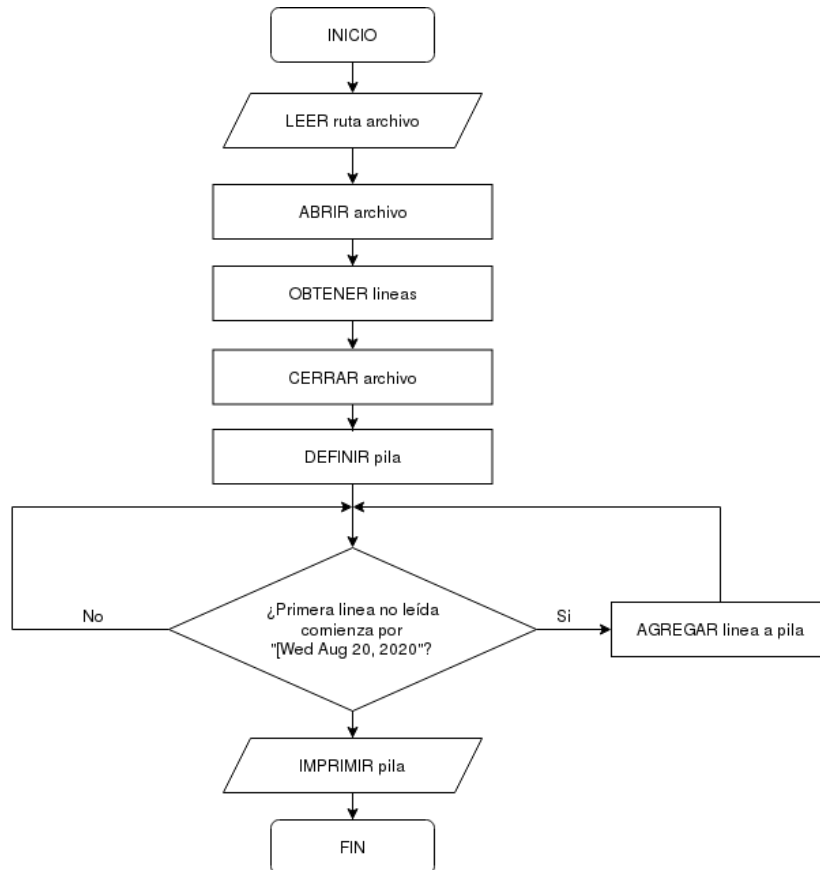 INICIO
LEER ruta archivo
ABRIR archivo
OBTENER lineas
CERRAR archivo
DEFINIR pila
No
¿Primera linea no leída
comienza por
"[Wed Aug 20, 2020"?
Si
AGREGAR linea a pila
IMPRIMIR pila
FIN